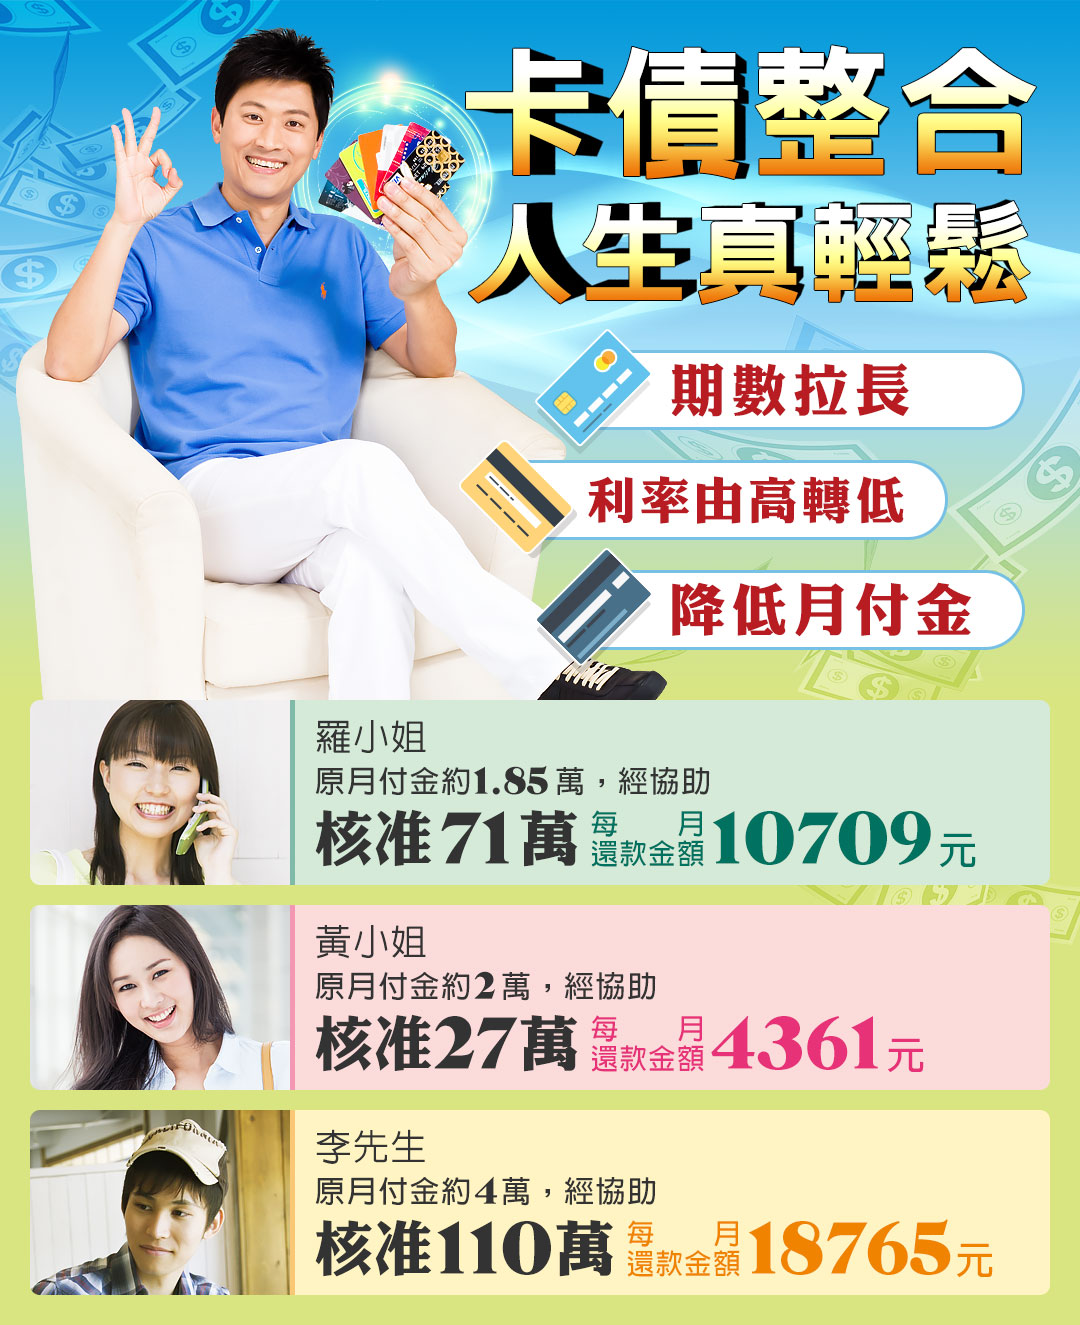 卡債整合
人生真輕鬆
期數拉長
利率由高轉低
降低月付金
羅小姐
原月付金約1.85萬，經協助
核准71萬 每月還款金額10709元
黃小姐
原月付金約2萬，經協助
核准27萬 每月還款金額4361元
李先生
原月付金約4萬，經協助
核准110萬 每月還款金額18765元